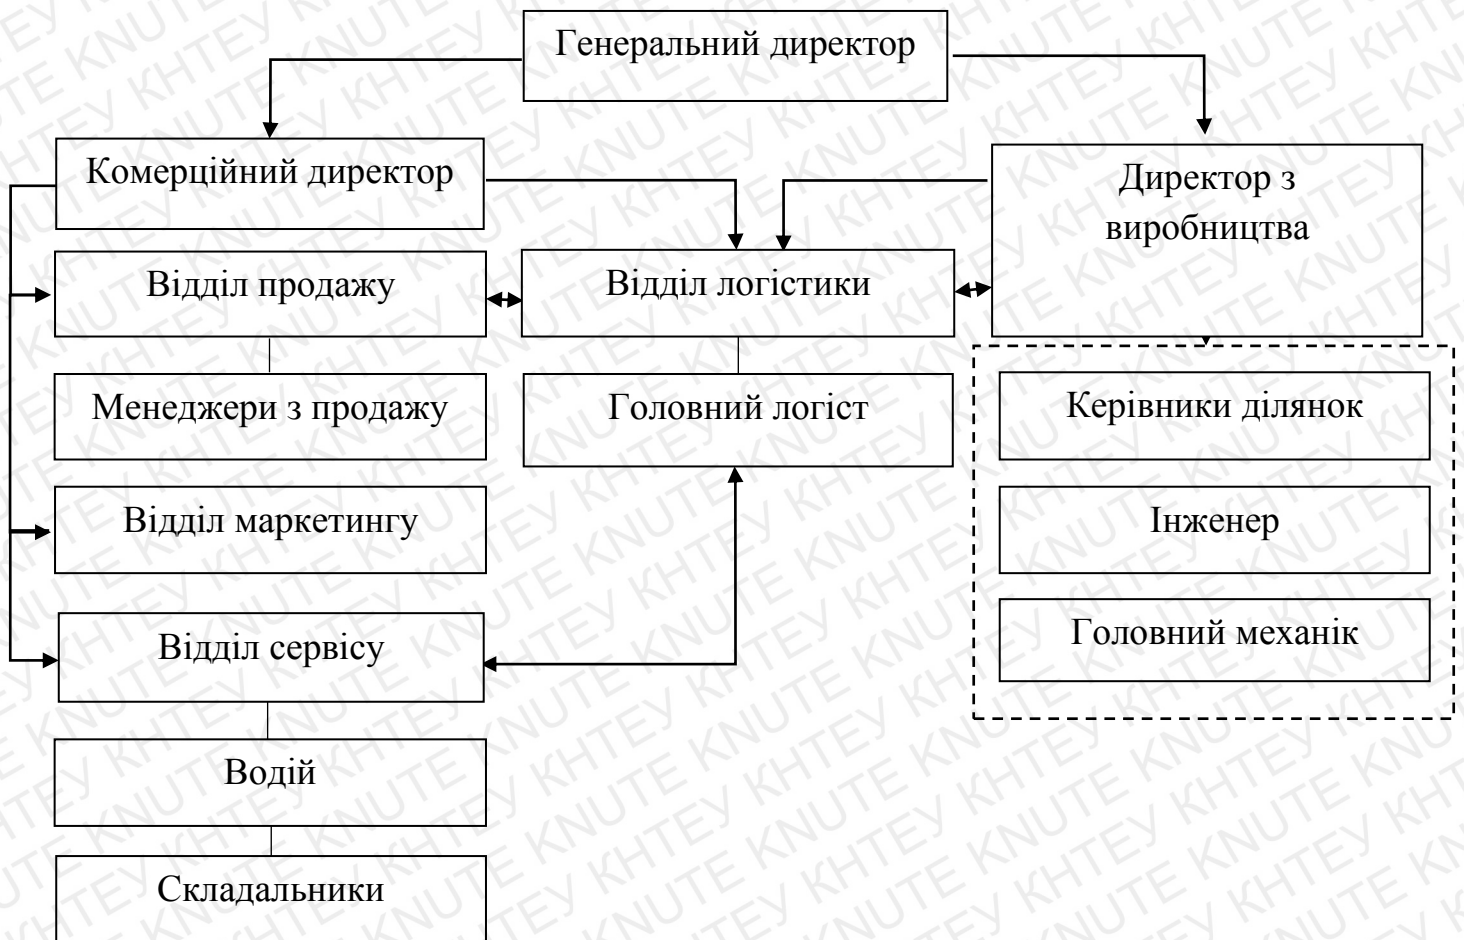 Генеральний директор
Комерційний директор
Директор з
виробництва
Відділ продажу
Відділ логістики
Менеджери з продажу
Головний логіст
Керівники ділянок
Відділ маркетингу
Інженер
Відділ сервісу
Головний механік
Водій
Складальники